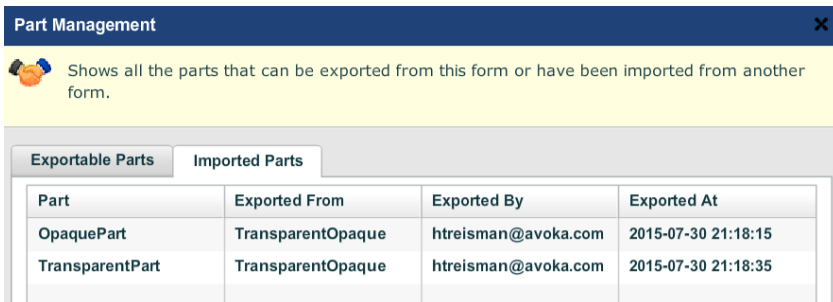 Part Management
Shows all the parts that can be exported from this form or have been imported from another
form.
Exportable Parts Imported Parts
Part Exported From Exported By Exported At
OpaquePart TransparentOpaque htreisman@avoka.com 2015-07-30 21:18:15
TransparentPart TransparentOpaque htreisman@avoka.com 2015-07-30 21:18:35